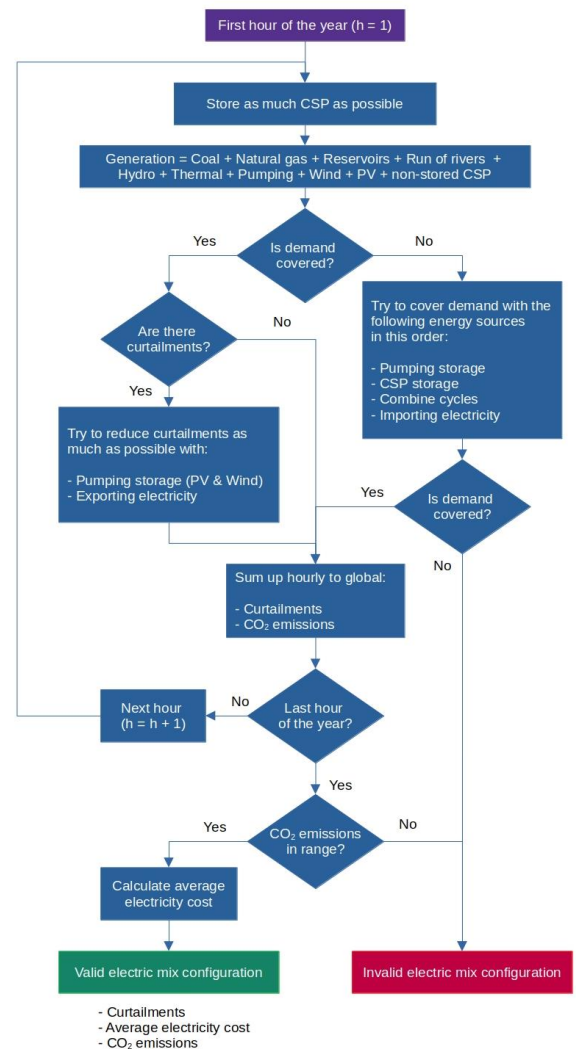 First hour of the year (h = 1)
Store as much CSP as possible
Generation = Coal + Natural gas + Reservoirs + Run of rivers +
Hydro + Thermal + Pumping + Wind + PV + non-stored CSP
Yes
Is demand
covered?
No
Are there
curtailments?
No
Yes
Try to cover demand with the
following energy sources
in this order:
- Pumping storage
- CSP storage
- Combine cycles
- Importing electricity
Try to reduce curtailments as
much as possible with:
- Pumping storage (PV & Wind)
- Exporting electricity
Yes
Is demand
covered?
No
Sum up hourly to global:
- Curtailments
- CO₂ emissions
Next hour
(h = h + 1)
No
Last hour
of the year?
Yes
Yes
CO₂ emissions
in range?
No
Calculate average
electricity cost
Valid electric mix configuration
Invalid electric mix configuration
- Curtailments
- Average electricity cost
- CO₂ emissions